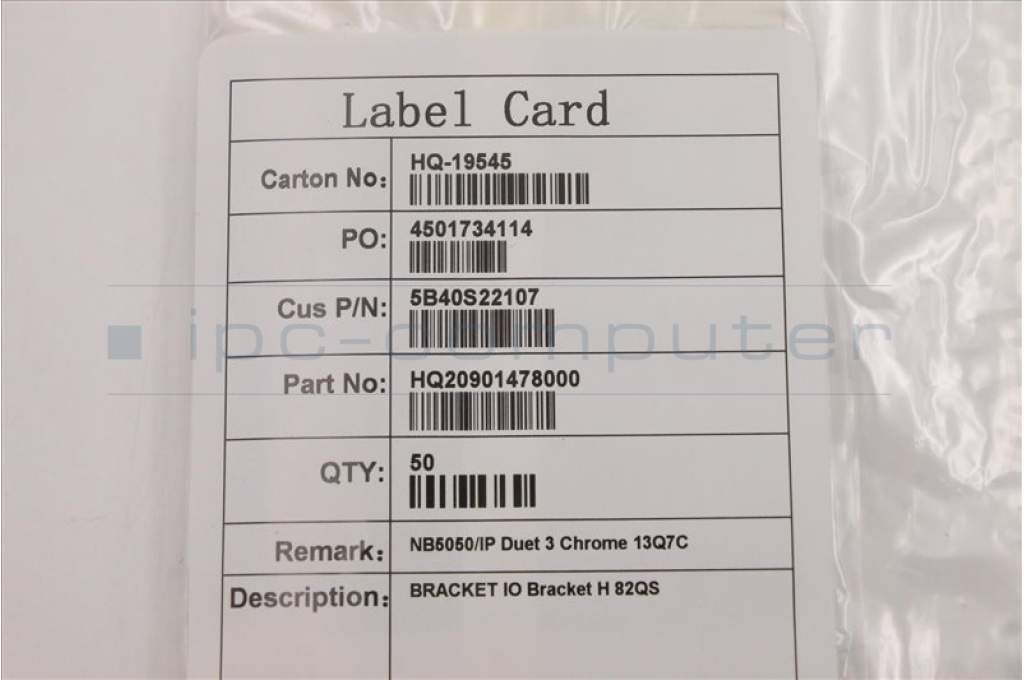 Label Card
Carton No: HQ-19545
PO: 4501734114
Cus P/N: 5B40S22107
ipc-computer
Part No: HQ20901478000
QTY: 50
Remark: NB5050/IP Duet 3 Chrome 13Q7C
Description: BRACKET IO Bracket H 82QS